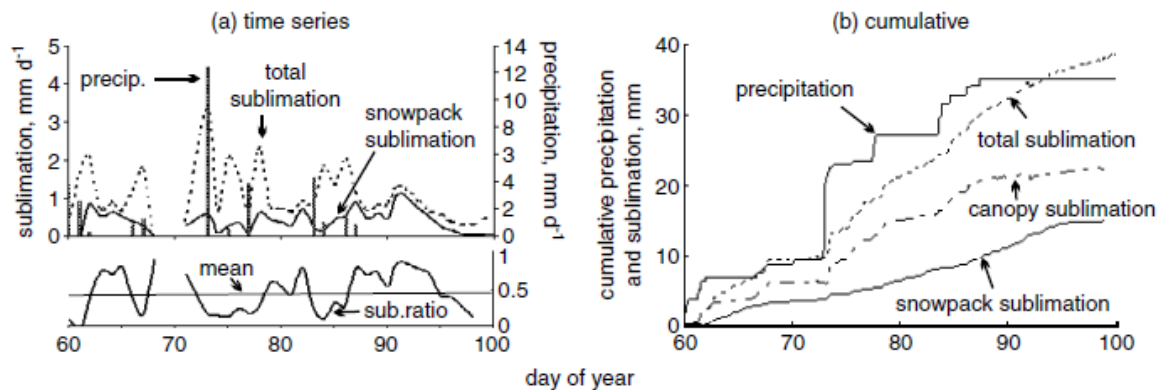 (a) time series
(b) cumulative
sublimation, mm d-1
5
4
3
2
1
0
precip.
total
sublimation
snowpack
sublimation
14
12
10
8
6
3
4
2
0
precipitation, mm d-1
mean
sub.ratio
1
0.5
0
60
70
80
90
100
cumulative precipitation
and sublimation, mm
40
30
20
10
0
precipitation
total sublimation
canopy sublimation
snowpack sublimation
60
70
80
90
100
day of year